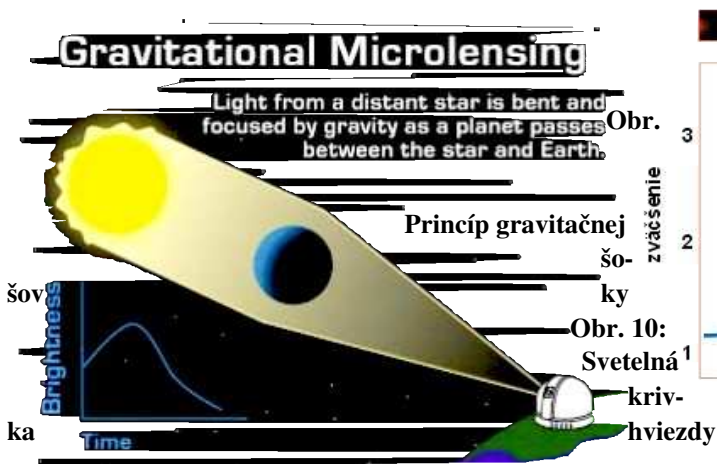 Gravitational Microlensing
Light from a distant star is bent and
focused by gravity as a planet passes
between the star and Earth.
Obr.
Princíp gravitačnej
šo-
šov
ky
Obr. 10:
Svetelná
kriv-
ka
hviezdy
Brightness
Time
zväčšenie
3
2
1